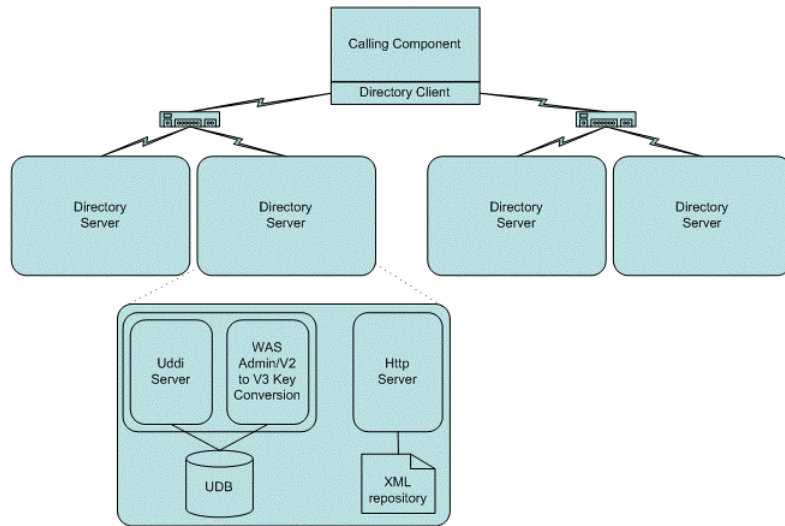 Calling Component
Directory Client
Directory
Server
Directory
Server
Directory
Server
Directory
Server
Uddi
Server
WAS
Admin/V2
to V3 Key
Conversion
Http
Server
UDB
XML
repository